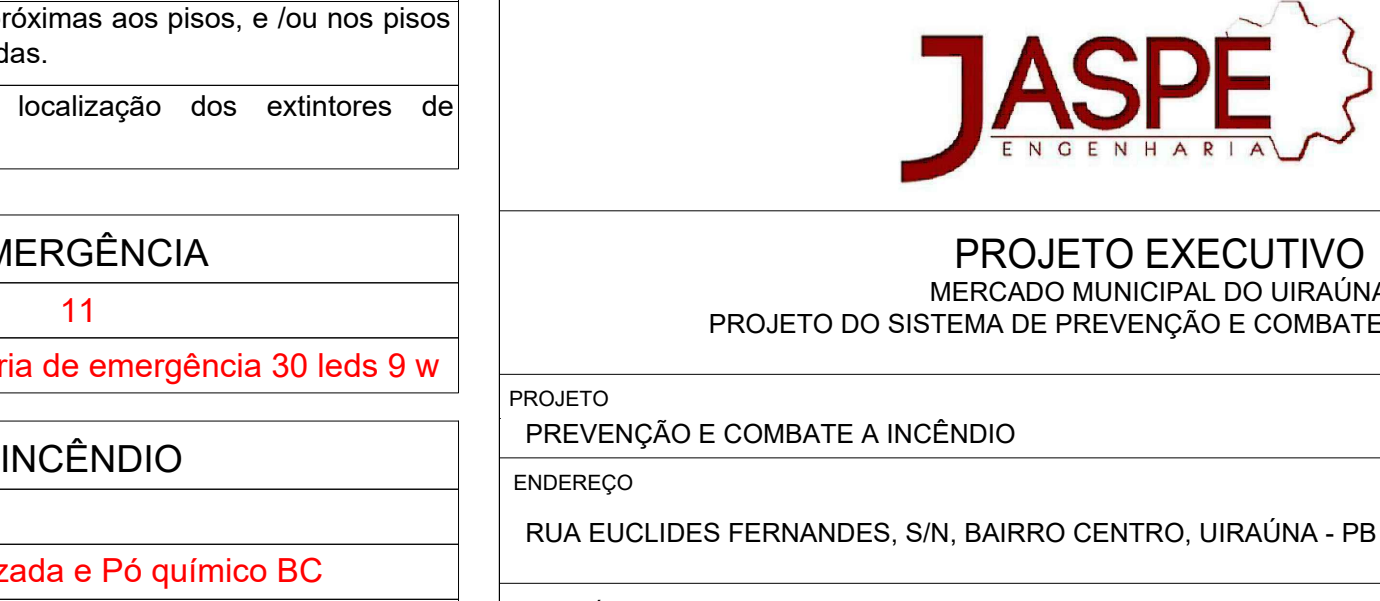 próximas aos pisos, e /ou nos pisos
das.
localização dos extintores de
MERGÊNCIA
11
ria de emergência 30 leds 9 w
INCÊNDIO
zada e Pó químico BC
JASPE
ENGENHARIA
PROJETO EXECUTIVO
MERCADO MUNICIPAL DO UIRAÚNA
PROJETO DO SISTEMA DE PREVENÇÃO E COMBATE
PROJETO
PREVENÇÃO E COMBATE A INCÊNDIO
ENDEREÇO
RUA EUCLIDES FERNANDES, S/N, BAIRRO CENTRO, UIRAÚNA - PB